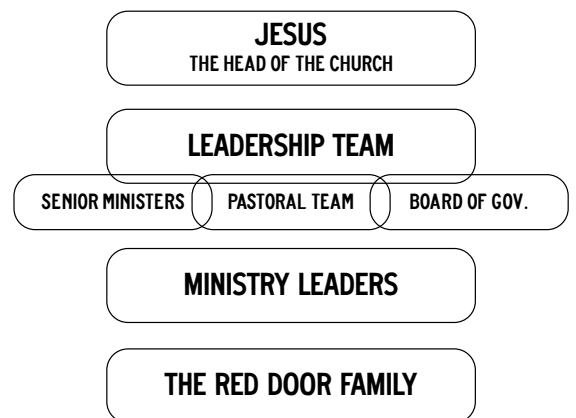 JESUS
THE HEAD OF THE CHURCH
LEADERSHIP TEAM
SENIOR MINISTERS
PASTORAL TEAM
BOARD OF GOV.
MINISTRY LEADERS
THE RED DOOR FAMILY